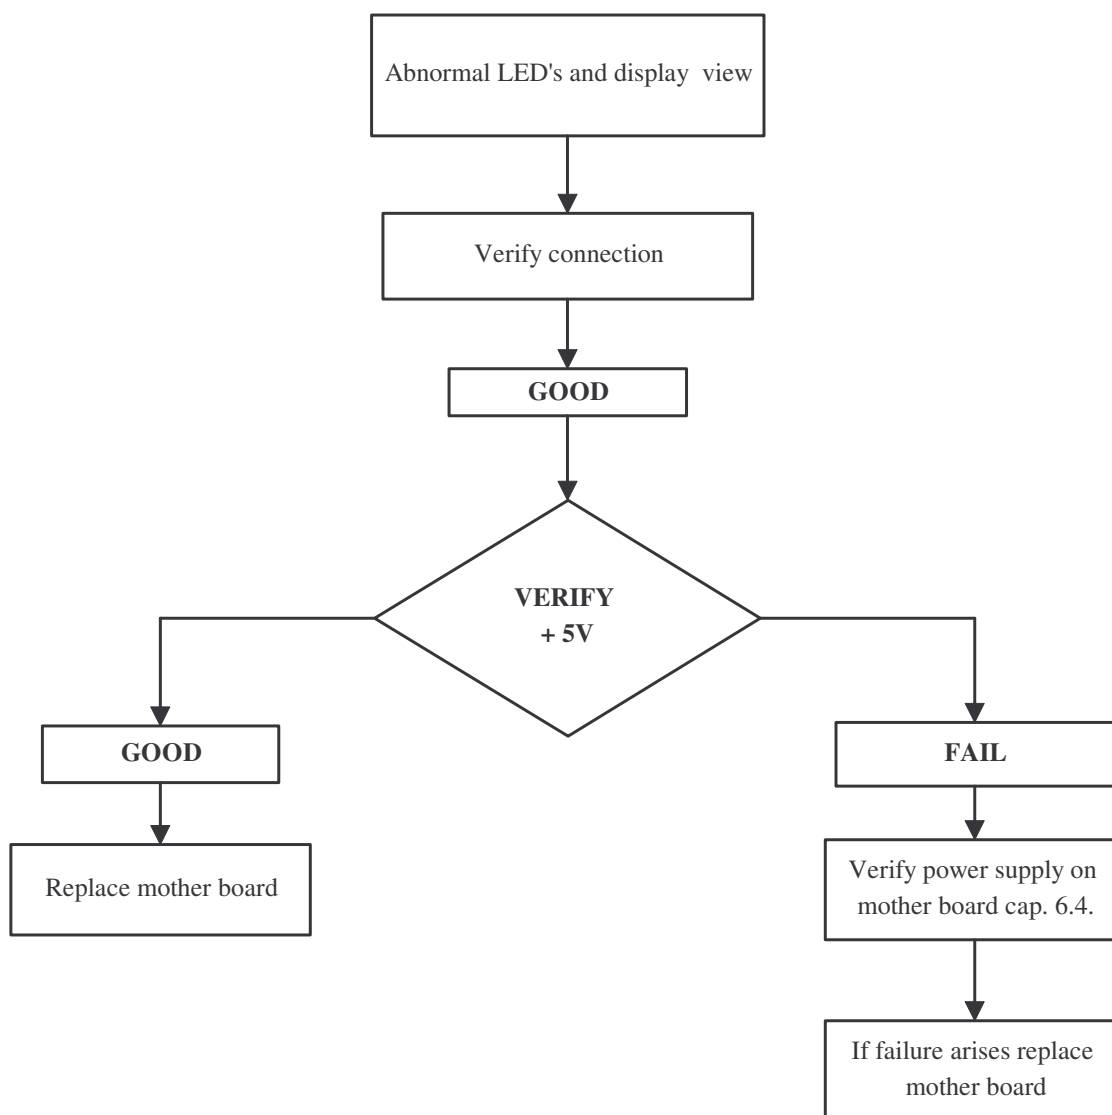 Abnormal LED's and display view
Verify connection
GOOD
VERIFY
+ 5V
GOOD
FAIL
Replace mother board
Verify power supply on
mother board cap. 6.4.
If failure arises replace
mother board